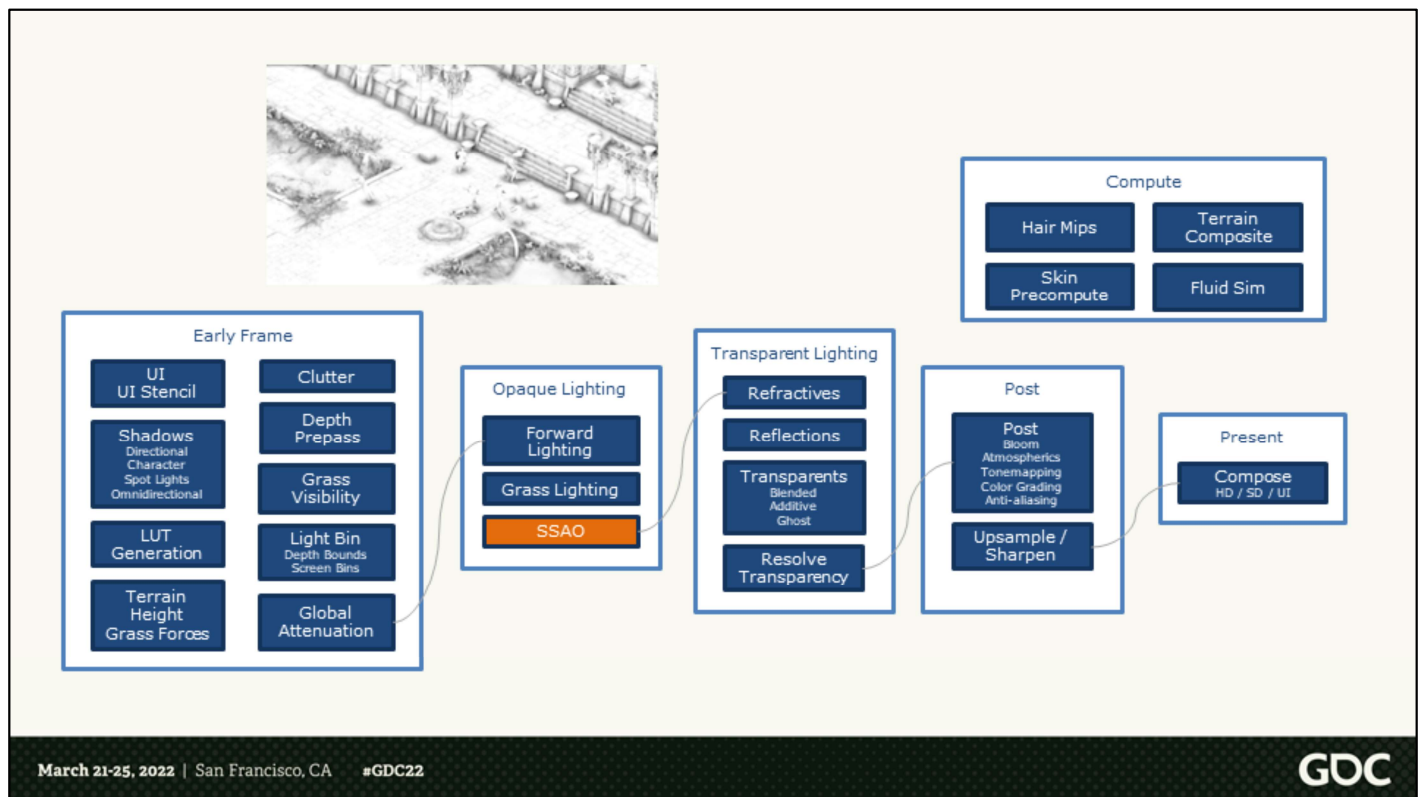 Compute
Hair Mips
Terrain
Composite
Skin
Precompute
Fluid Sim
Early Frame
UI
UI Stencil
Shadows
Directional
Character
Spot Lights
Omnidirectional
LUT
Generation
Terrain
Height
Grass Forces
Clutter
Depth
Prepass
Grass
Visibility
Light Bin
Depth Bounds
Screen Bins
Global
Attenuation
Opaque Lighting
Forward
Lighting
Grass Lighting
SSAO
Transparent Lighting
Refractives
Reflections
Transparents
Blended
Additive
Ghost
Resolve
Transparency
Post
Post
Bloom
Atmospherics
Tonemapping
Color Grading
Anti-aliasing
Upsample /
Sharpen
Present
Compose
HD / SD / UI
March 21-25, 2022 | San Francisco, CA #GDC22
GDC